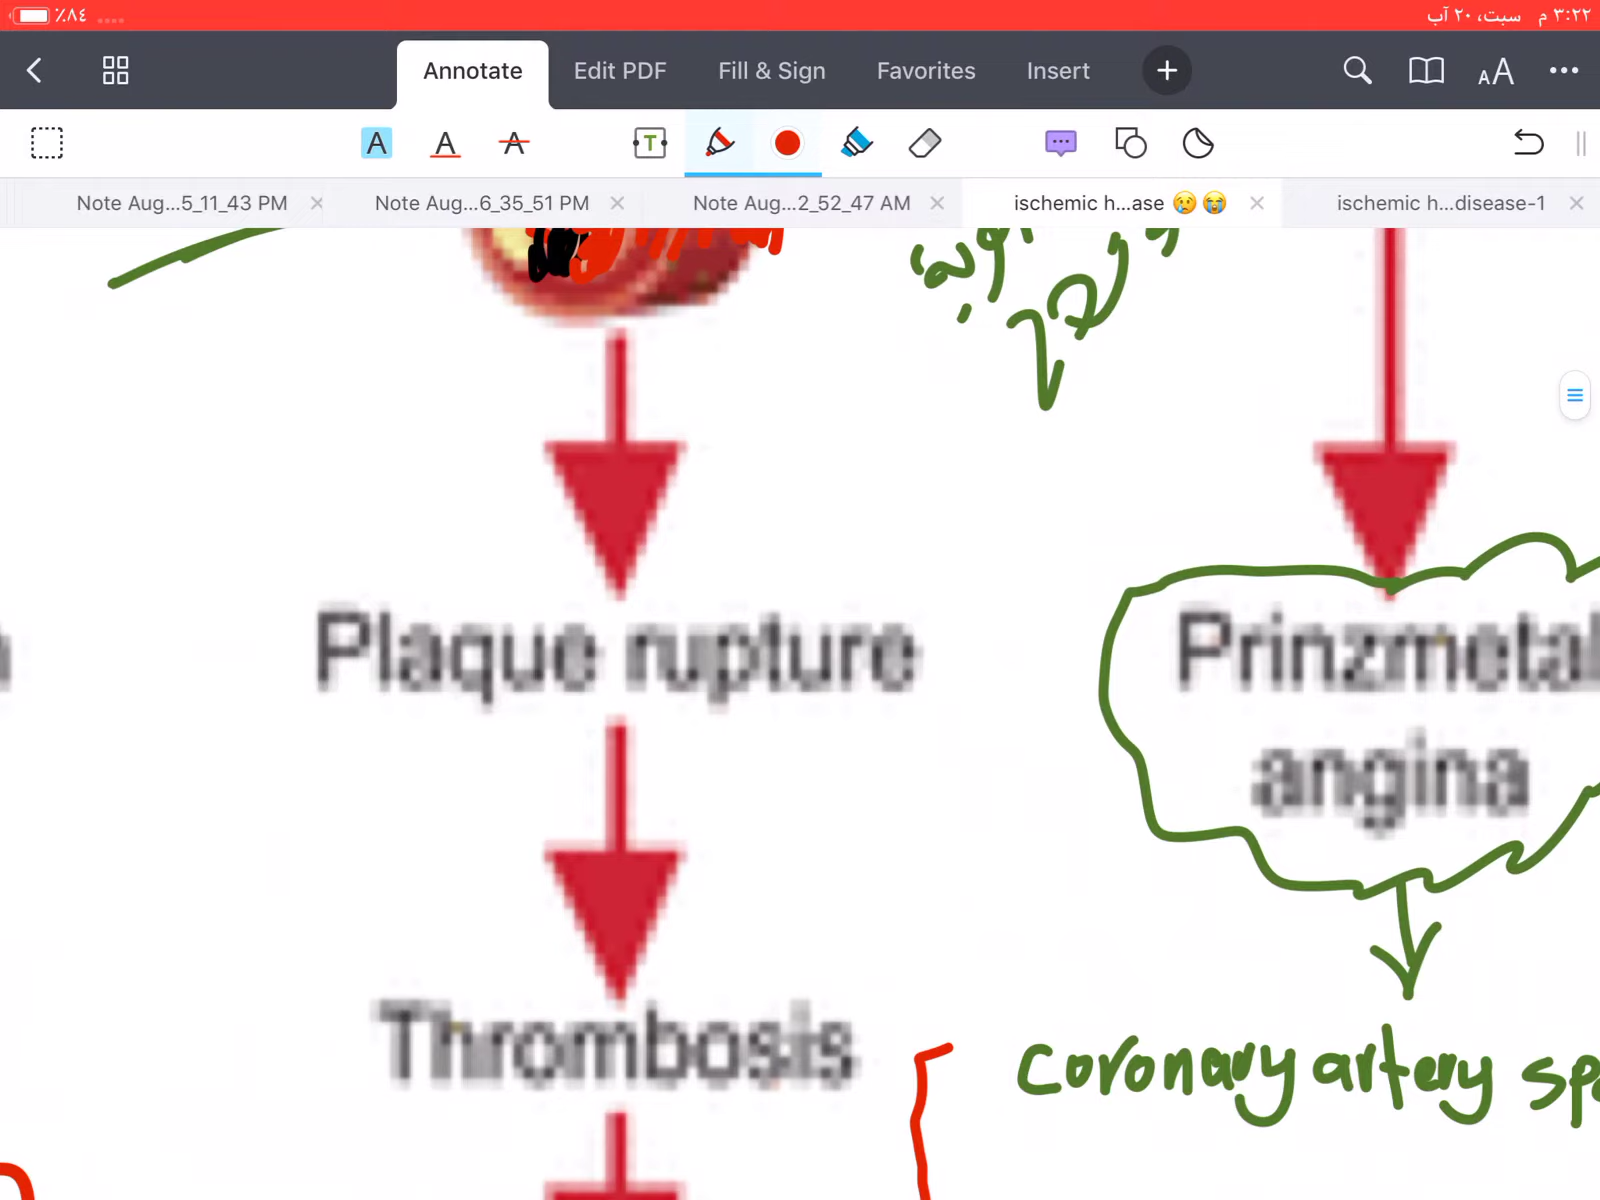 ٪٨٤ سبت، ٢٠ آب ٣:٢٢ م
Annotate Edit PDF Fill & Sign Favorites Insert
Note Aug...5_11_43 PM Note Aug...6_35_51 PM Note Aug...2_52_47 AM ischemic h...ase 😢 😭 ischemic h...disease-1
Plaque rupture
Prinzmetal
angina
Thrombosis
Coronary artery spa